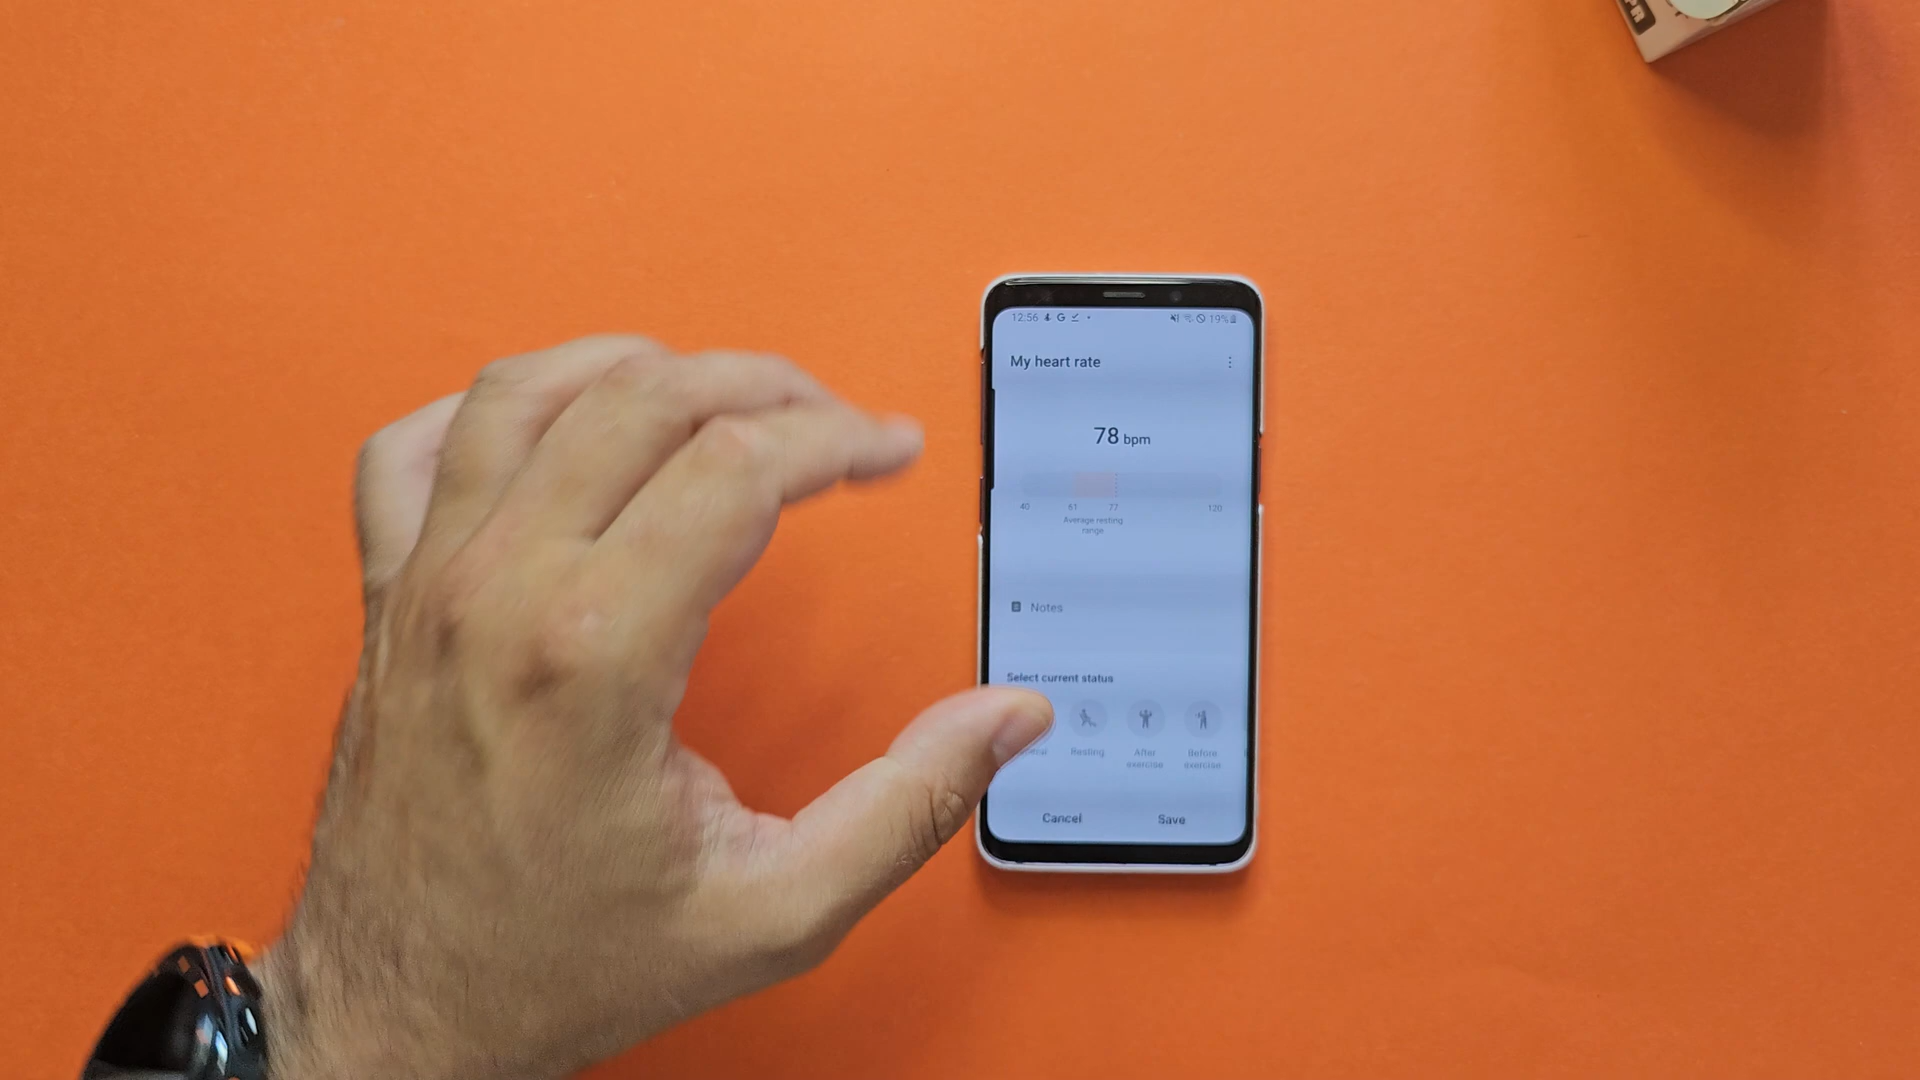 12:56 G
19%
My heart rate
78 bpm
40 61 77 120
Average resting
range
Notes
Select current status
Resting After Before
exercise exercise
Cancel Save